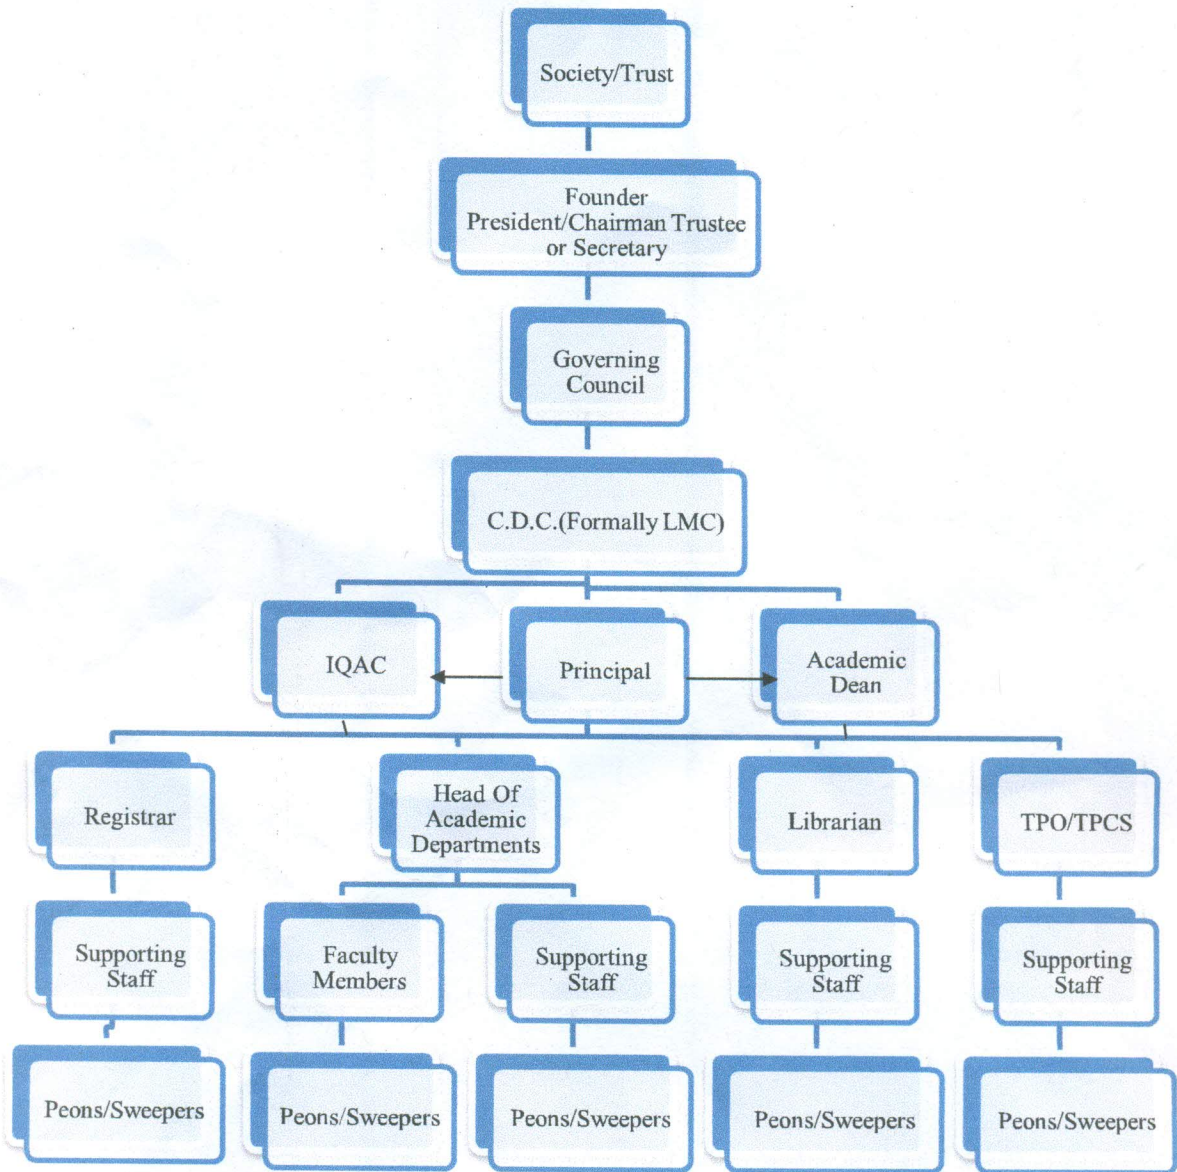 Society/Trust
Founder
President/Chairman Trustee
or Secretary
Governing
Council
C.D.C.(Formally LMC)
IQAC
Principal
Academic
Dean
Registrar
Head Of
Academic
Departments
Librarian
TPO/TPCS
Supporting
Staff
Faculty
Members
Supporting
Staff
Supporting
Staff
Supporting
Staff
Peons/Sweepers
Peons/Sweepers
Peons/Sweepers
Peons/Sweepers
Peons/Sweepers